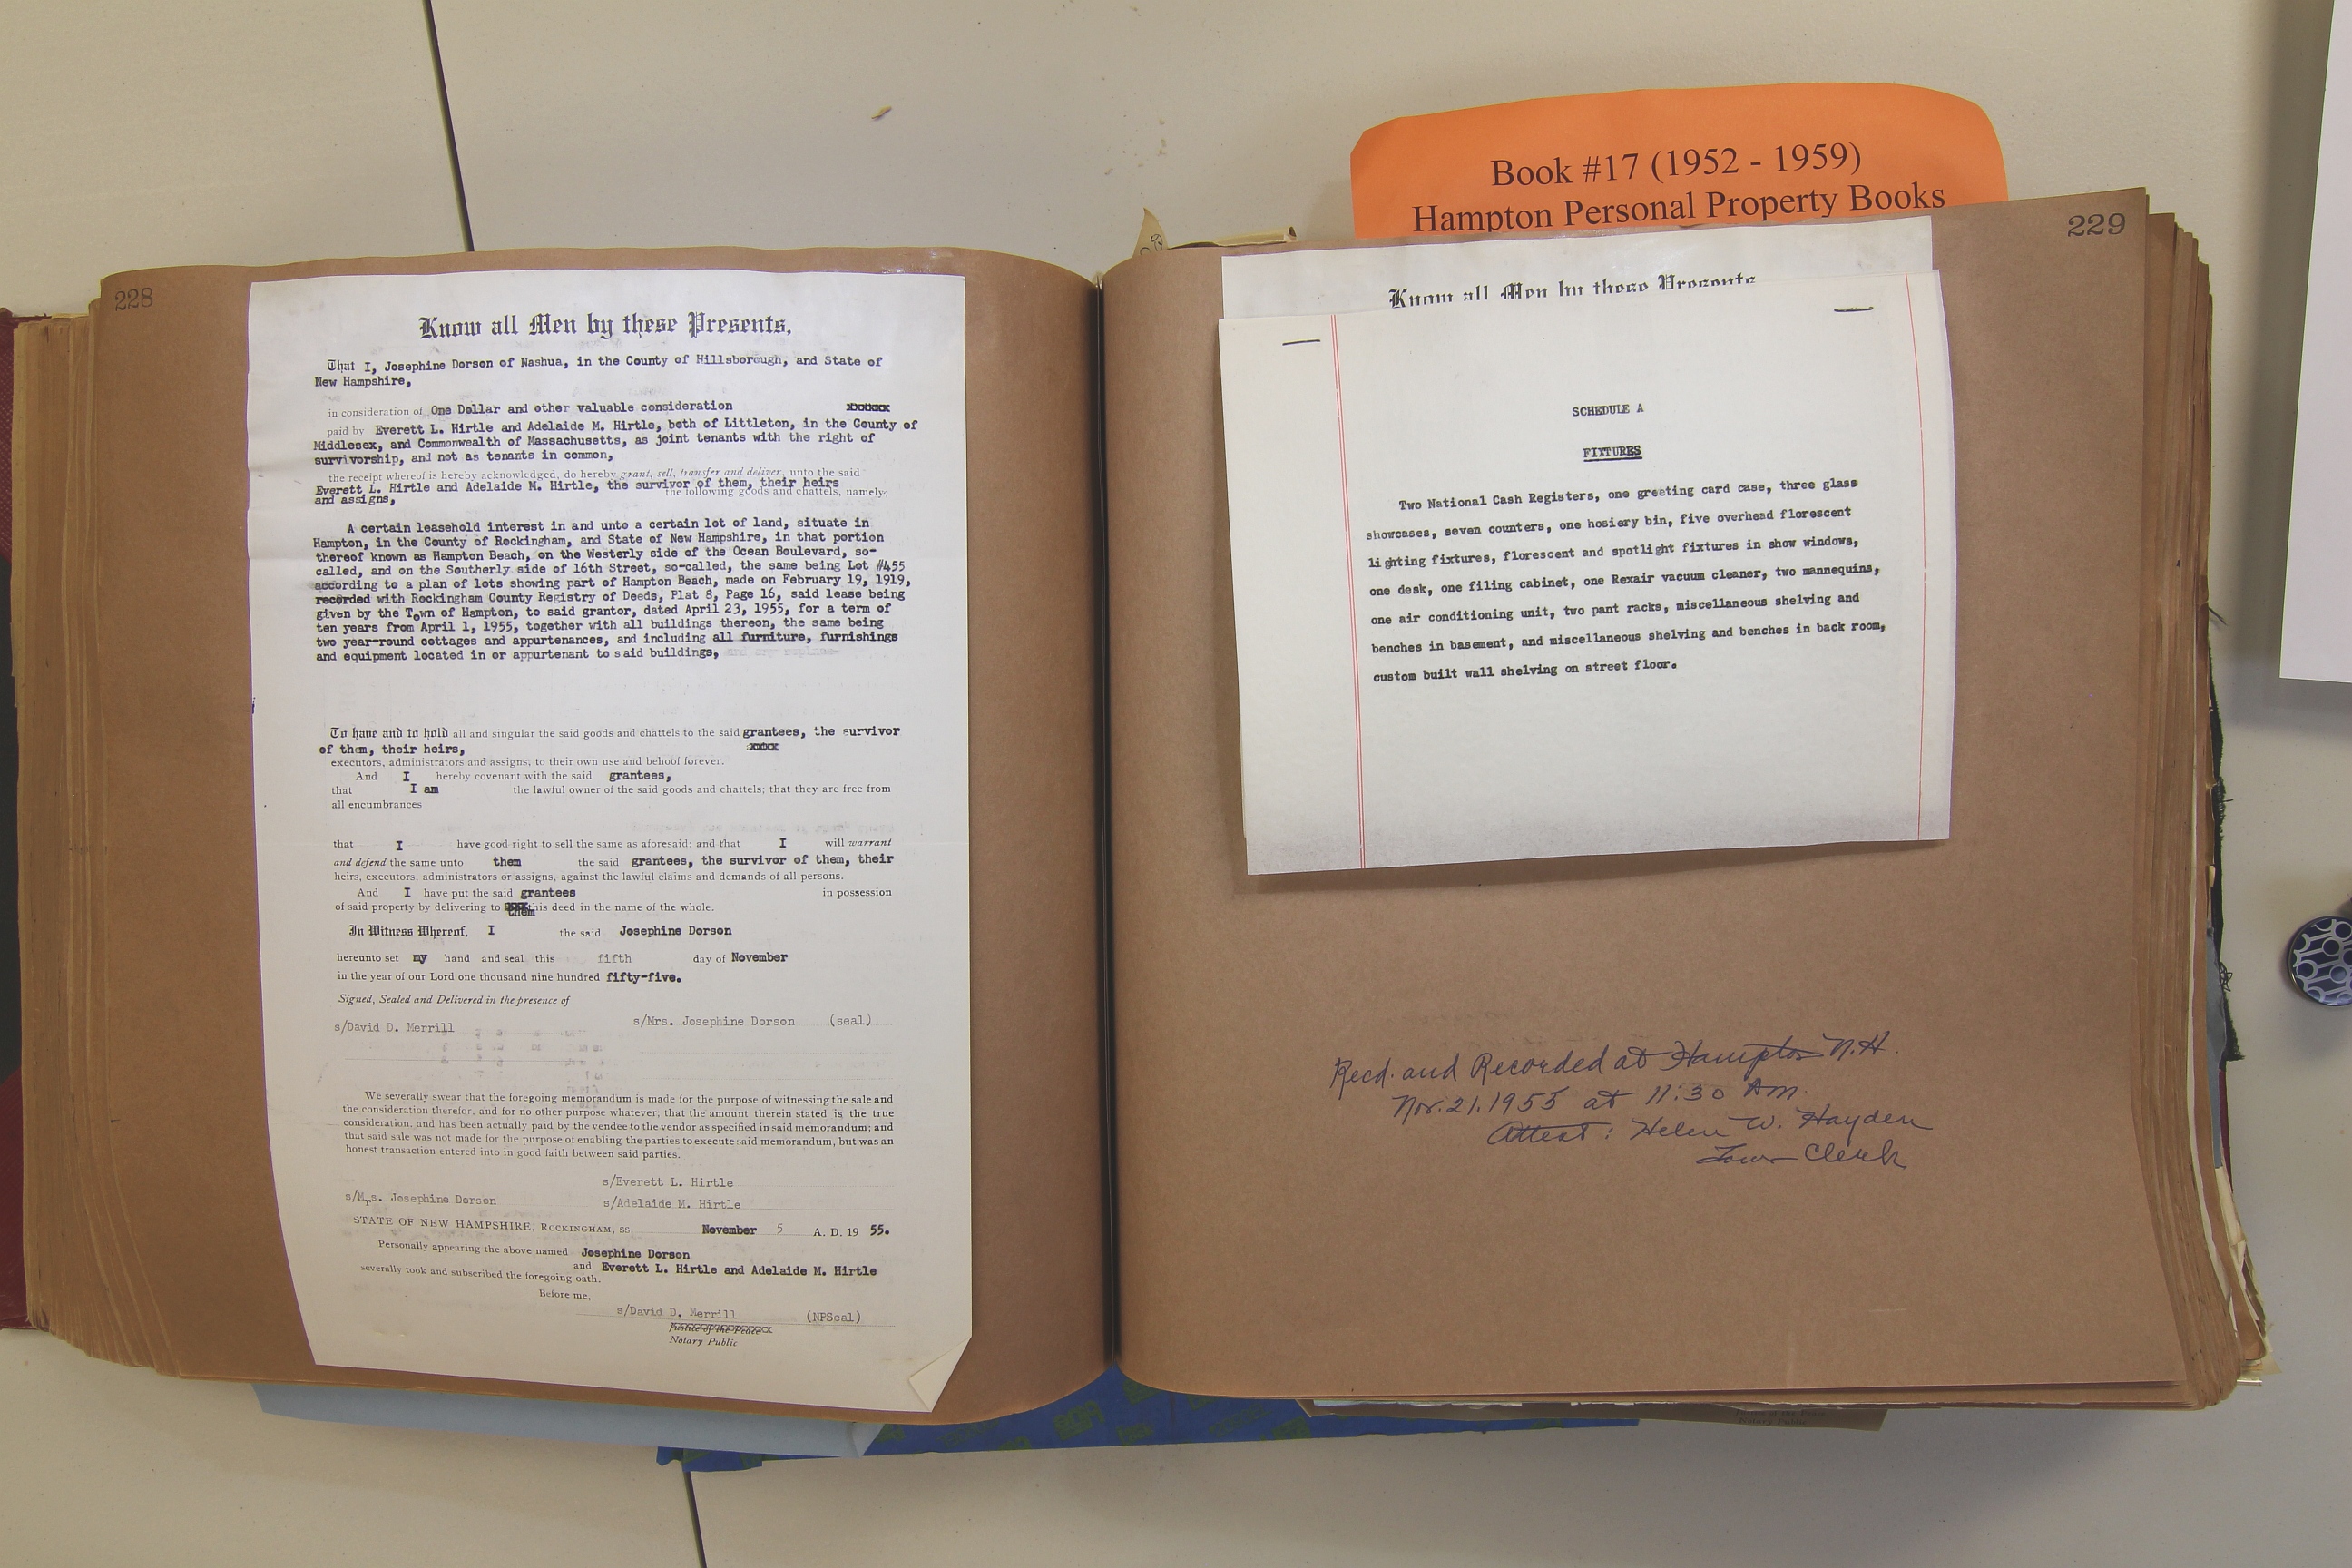 Book #17 (1952 - 1959)
Hampton Personal Property Books
228
Know all Men by these Presents,
That I, Josephine Dorson of Nashua, in the County of Hillsborough, and State of
New Hampshire,
in consideration of One Dollar and other valuable consideration
paid by Everett L. Hirtle and Adelaide M. Hirtle, both of Littleton, in the County of
Middlesex, and Commonwealth of Massachusetts, as joint tenants with the right of
survivorship, and not as tenants in common,
the receipt whereof is hereby acknowledged, do hereby grant, sell, transfer and deliver, unto the said
Everett L. Hirtle and Adelaide M. Hirtle, the survivor of them, their heirs
and assigns, the following goods and chattels, namely:
A certain leasehold interest in and unto a certain lot of land, situate in
Hampton, in the County of Rockingham, and State of New Hampshire, in that portion
thereof known as Hampton Beach, on the Westerly side of the Ocean Boulevard, so-
called, and on the Southerly side of 16th Street, so-called, the same being Lot #455
according to a plan of lots showing part of Hampton Beach, made on February 19, 1919,
recorded with Rockingham County Registry of Deeds, Plat 8, Page 16, said lease being
given by the Town of Hampton, to said grantor, dated April 23, 1955, for a term of
ten years from April 1, 1955, together with all buildings thereon, the same being
two year-round cottages and appurtenances, and including all furniture, furnishings
and equipment located in or appurtenant to said buildings,
To have and to hold all and singular the said goods and chattels to the said grantees, the survivor
of them, their heirs,
executors, administrators and assigns, to their own use and behoof forever.
And I hereby covenant with the said grantees,
that I am the lawful owner of the said goods and chattels; that they are free from
all encumbrances
that I have good right to sell the same as aforesaid: and that I will warrant
and defend the same unto them the said grantees, the survivor of them, their
heirs, executors, administrators or assigns, against the lawful claims and demands of all persons.
And I have put the said grantees in possession
of said property by delivering to them this deed in the name of the whole.
In Witness Whereof, I the said Josephine Dorson
hereunto set my hand and seal this fifth day of November
in the year of our Lord one thousand nine hundred fifty-five.
Signed, Sealed and Delivered in the presence of
s/David D. Merrill s/Mrs. Josephine Dorson (seal)
We severally swear that the foregoing memorandum is made for the purpose of witnessing the sale and
the consideration therefor, and for no other purpose whatever; that the amount therein stated is the true
consideration, and has been actually paid by the vendee to the vendor as specified in said memorandum; and
that said sale was not made for the purpose of enabling the parties to execute said memorandum, but was an
honest transaction entered into in good faith between said parties.
s/Everett L. Hirtle
s/Mrs. Josephine Dorson s/Adelaide M. Hirtle
STATE OF NEW HAMPSHIRE, ROCKINGHAM, SS. November 5 A. D. 19 55.
Personally appearing the above named Josephine Dorson
and Everett L. Hirtle and Adelaide M. Hirtle
severally took and subscribed the foregoing oath.
Before me,
s/David D. Merrill (NPSeal)
Justice of the Peace
Notary Public
229
Know all Men by these Presents
SCHEDULE A
FIXTURES
Two National Cash Registers, one greeting card case, three glass
showcases, seven counters, one hosiery bin, five overhead florescent
lighting fixtures, florescent and spotlight fixtures in show windows,
one desk, one filing cabinet, one Rexair vacuum cleaner, two mannequins,
one air conditioning unit, two pant racks, miscellaneous shelving and
benches in basement, and miscellaneous shelving and benches in back room,
custom built wall shelving on street floor.
Recd. and Recorded at Hampton N.H.
Nov. 21, 1955 at 11:30 AM.
Attest: Helen W. Hayden
Town Clerk
Notary Public